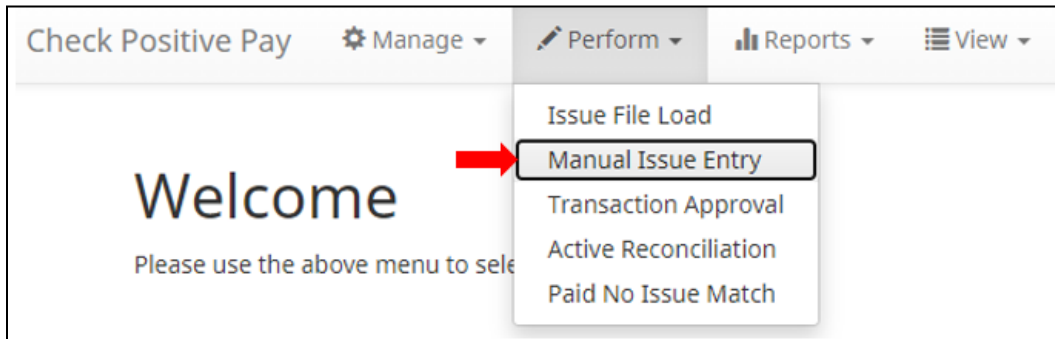 Check Positive Pay Manage Perform Reports View
Issue File Load
Manual Issue Entry
Welcome
Transaction Approval
Active Reconciliation
Please use the above menu to sele
Paid No Issue Match